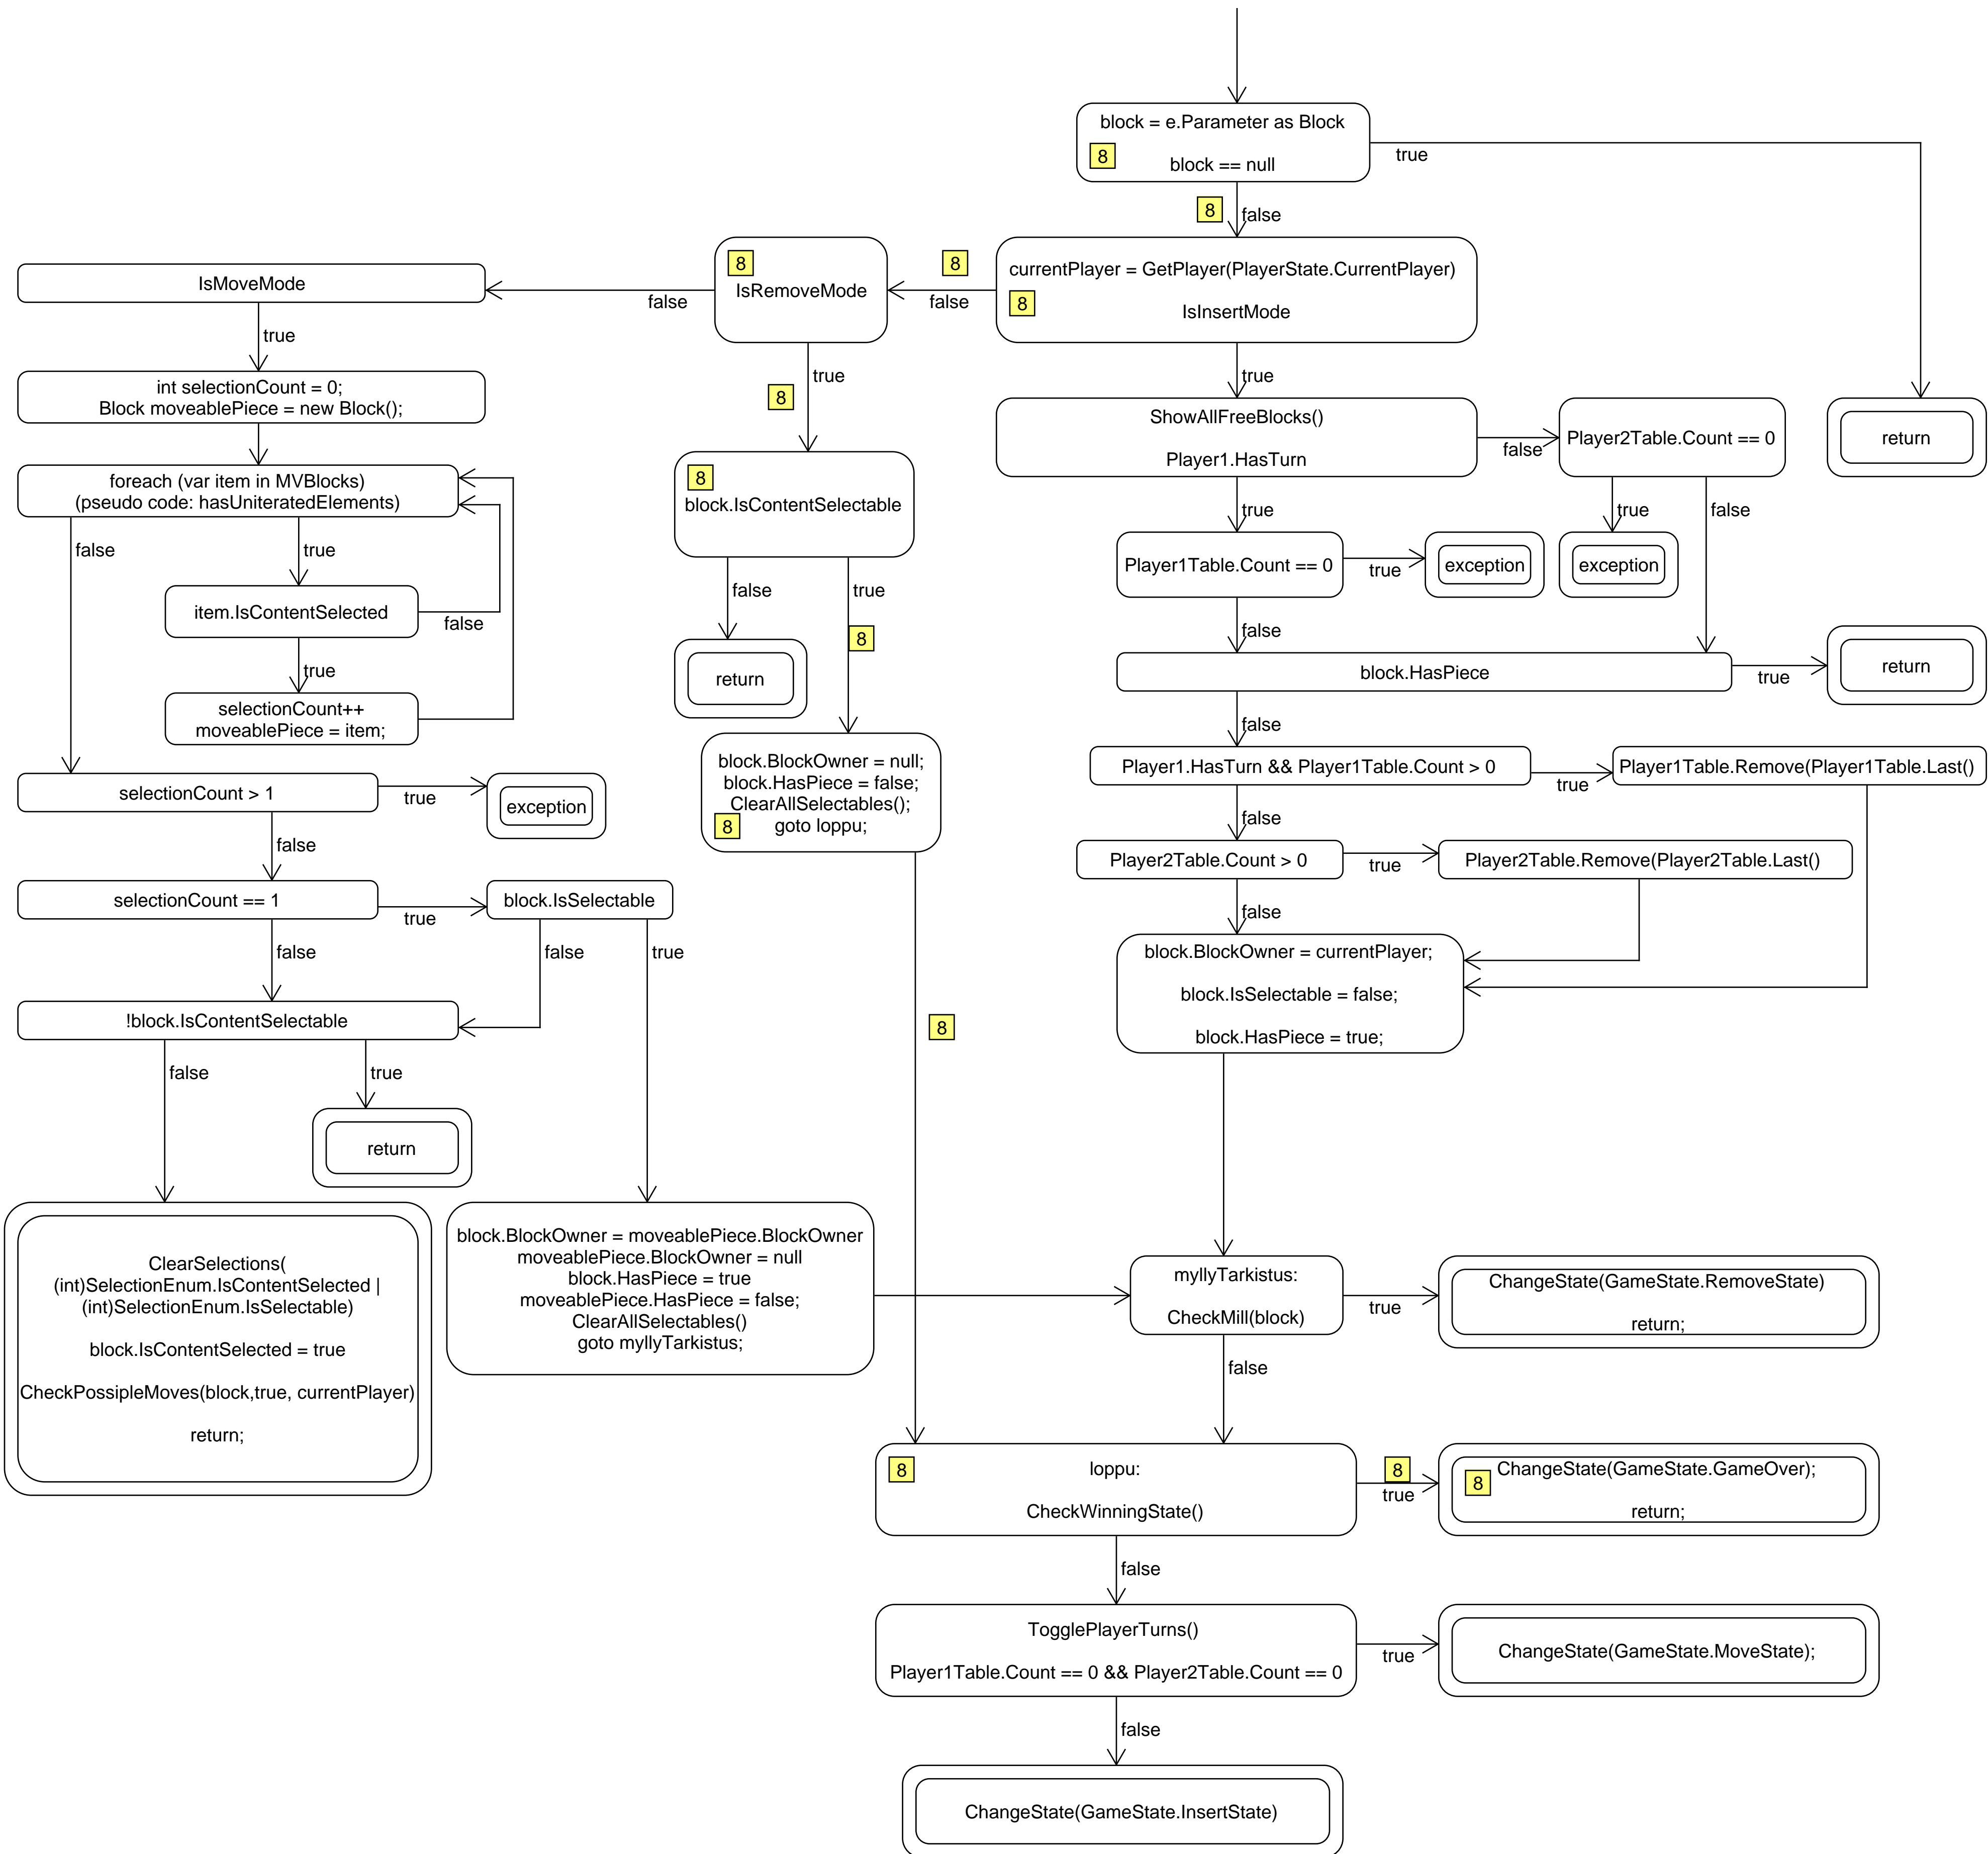 block = e.Parameter as Block
8
block == null
true
8
false
currentPlayer = GetPlayer(PlayerState.CurrentPlayer)
8
IsInsertMode
8
false
8
IsRemoveMode
false
IsMoveMode
true
int selectionCount = 0;
Block moveablePiece = new Block();
foreach (var item in MVBlocks)
(pseudo code: hasUniteratedElements)
false
true
item.IsContentSelected
false
true
selectionCount++
moveablePiece = item;
selectionCount > 1
true
exception
false
selectionCount == 1
true
block.IsSelectable
false
false
true
!block.IsContentSelectable
false
true
return
ClearSelections(
(int)SelectionEnum.IsContentSelected |
(int)SelectionEnum.IsSelectable)
block.IsContentSelected = true
CheckPossipleMoves(block,true, currentPlayer)
return;
block.BlockOwner = moveablePiece.BlockOwner
moveablePiece.BlockOwner = null
block.HasPiece = true
moveablePiece.HasPiece = false;
ClearAllSelectables()
goto myllyTarkistus;
true
8
8
block.IsContentSelectable
false
true
8
return
block.BlockOwner = null;
block.HasPiece = false;
ClearAllSelectables();
8
goto loppu;
8
true
ShowAllFreeBlocks()
Player1.HasTurn
false
Player2Table.Count == 0
return
true
true
false
Player1Table.Count == 0
true
exception
exception
false
block.HasPiece
true
return
false
Player1.HasTurn && Player1Table.Count > 0
true
Player1Table.Remove(Player1Table.Last()
false
Player2Table.Count > 0
true
Player2Table.Remove(Player2Table.Last()
false
block.BlockOwner = currentPlayer;
block.IsSelectable = false;
block.HasPiece = true;
myllyTarkistus:
CheckMill(block)
true
ChangeState(GameState.RemoveState)
return;
false
8
loppu:
CheckWinningState()
8
true
8
ChangeState(GameState.GameOver);
return;
false
TogglePlayerTurns()
Player1Table.Count == 0 && Player2Table.Count == 0
true
ChangeState(GameState.MoveState);
false
ChangeState(GameState.InsertState)